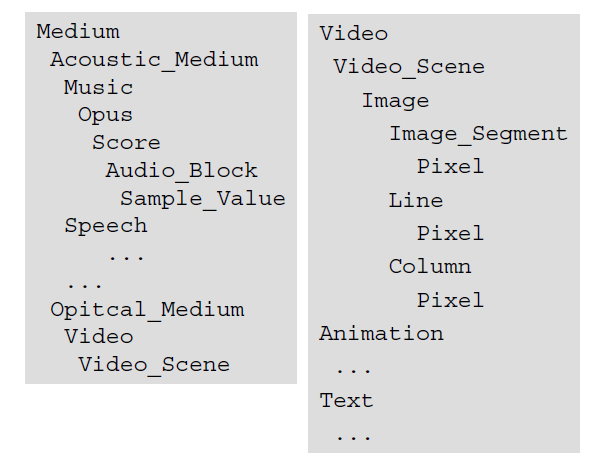 Medium
Acoustic_Medium
Music
Opus
Score
Audio_Block
Sample_Value
Speech
...
...
Opitcal_Medium
Video
Video_Scene
Video
Video_Scene
Image
Image_Segment
Pixel
Line
Pixel
Column
Pixel
Animation
...
Text
...